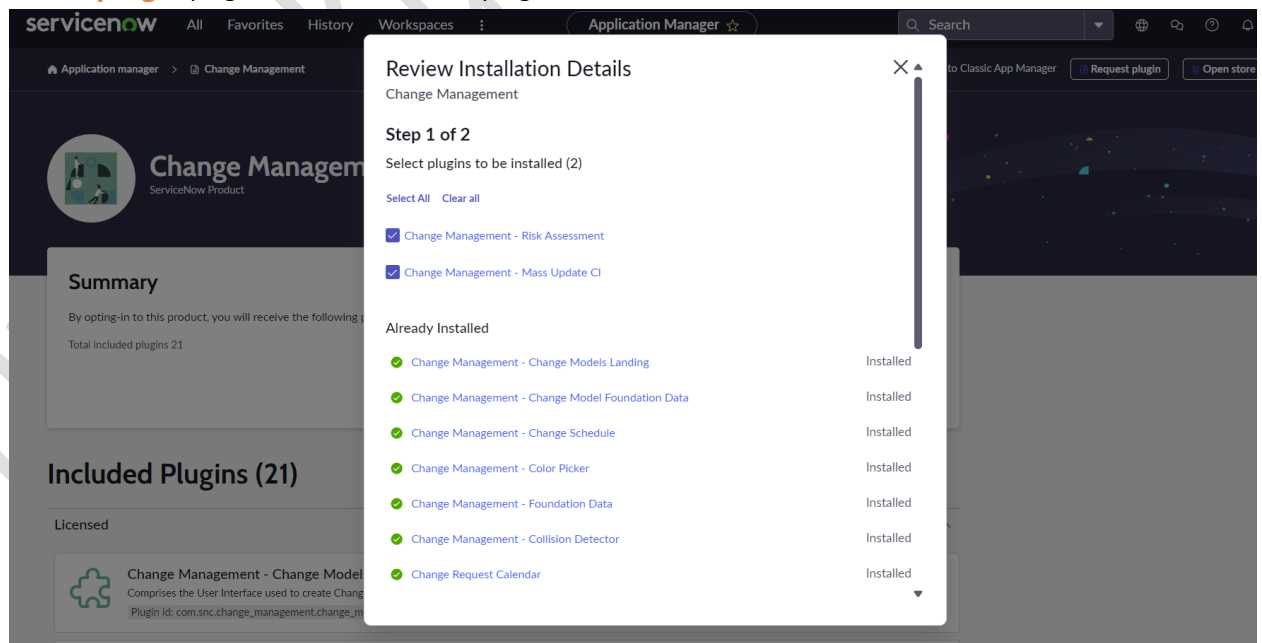 servicenow All Favorites History Workspaces Application Manager Search
Application manager > Change Management
to Classic App Manager Request plugin Open store
Change Managem
ServiceNow Product
Summary
By opting-in to this product, you will receive the following p
Total included plugins 21
Included Plugins (21)
Licensed
Change Management - Change Model
Comprises the User Interface used to create Chang
Plugin id: com.snc.change_management.change_m
Review Installation Details
Change Management
Step 1 of 2
Select plugins to be installed (2)
Select All Clear all
Change Management - Risk Assessment
Change Management - Mass Update CI
Already Installed
Change Management - Change Models Landing Installed
Change Management - Change Model Foundation Data Installed
Change Management - Change Schedule Installed
Change Management - Color Picker Installed
Change Management - Foundation Data Installed
Change Management - Collision Detector Installed
Change Request Calendar Installed